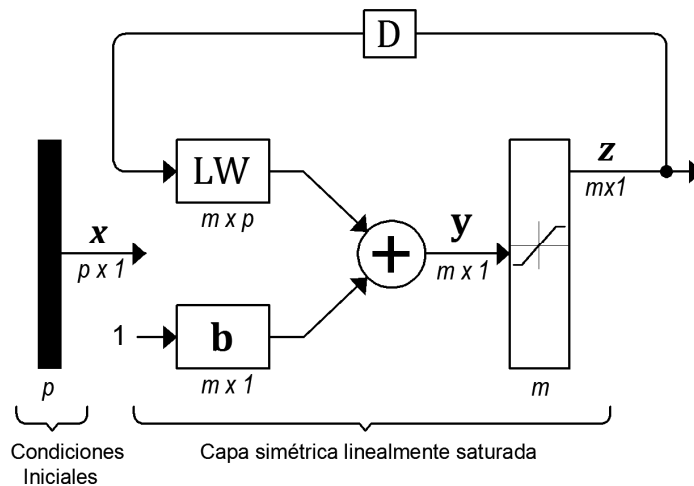 D
LW
m x p
x
p x 1
+
y
m x 1
z
mx1
1
b
m x 1
p
m
Condiciones
Iniciales
Capa simétrica linealmente saturada